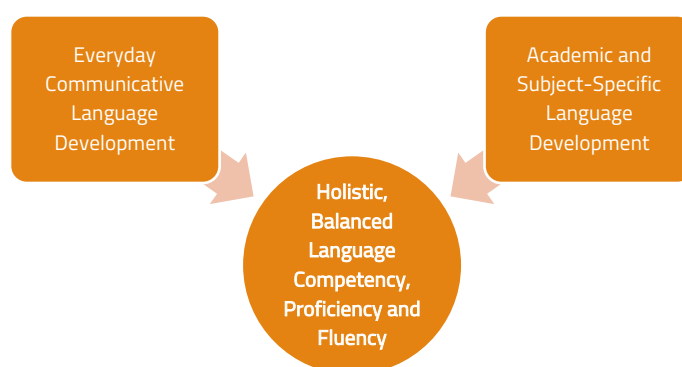 Everyday
Communicative
Language
Development
Academic and
Subject-Specific
Language
Development
Holistic,
Balanced
Language
Competency,
Proficiency and
Fluency